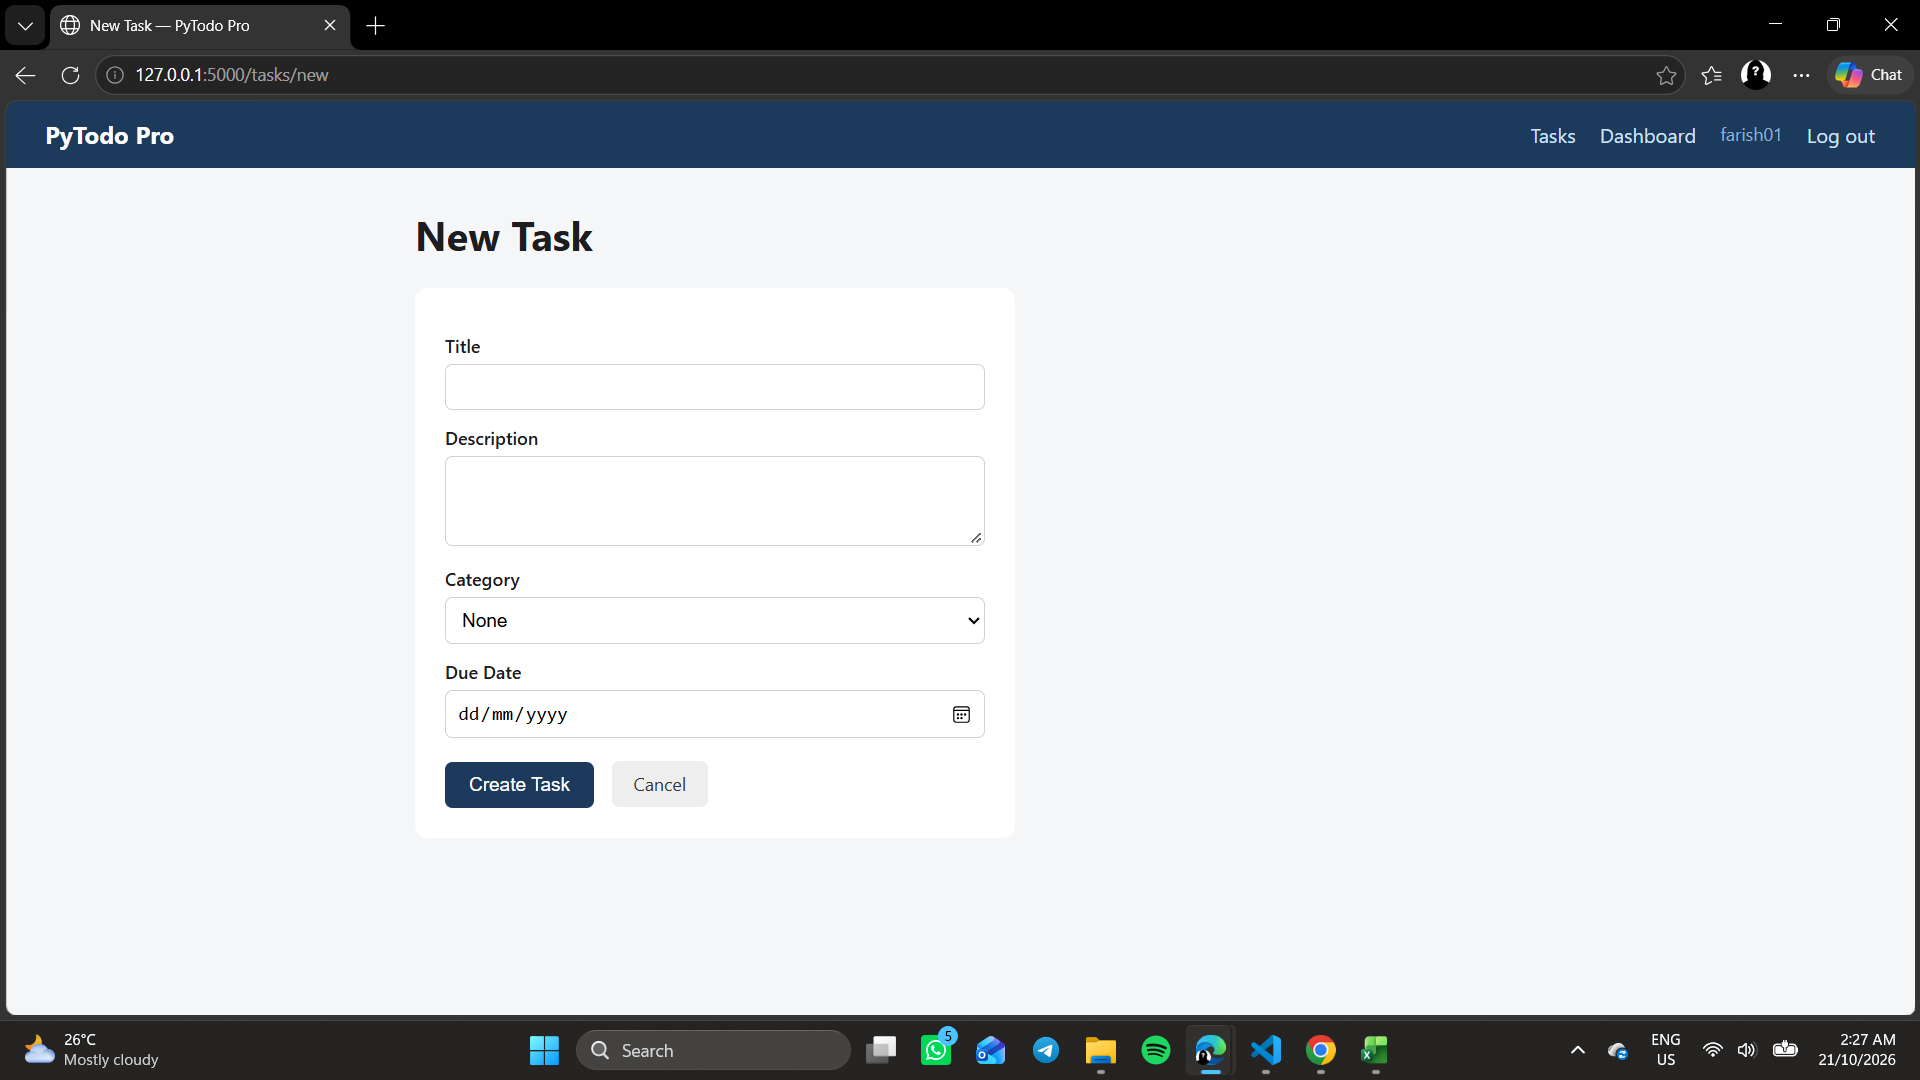 New Task — PyTodo Pro
127.0.0.1:5000/tasks/new
Chat
PyTodo Pro
Tasks Dashboard farish01 Log out
New Task
Title
Description
Category
None
Due Date
dd/mm/yyyy
Create Task Cancel
26°C
Mostly cloudy
Search
5
ENG
US
2:27 AM
21/10/2026